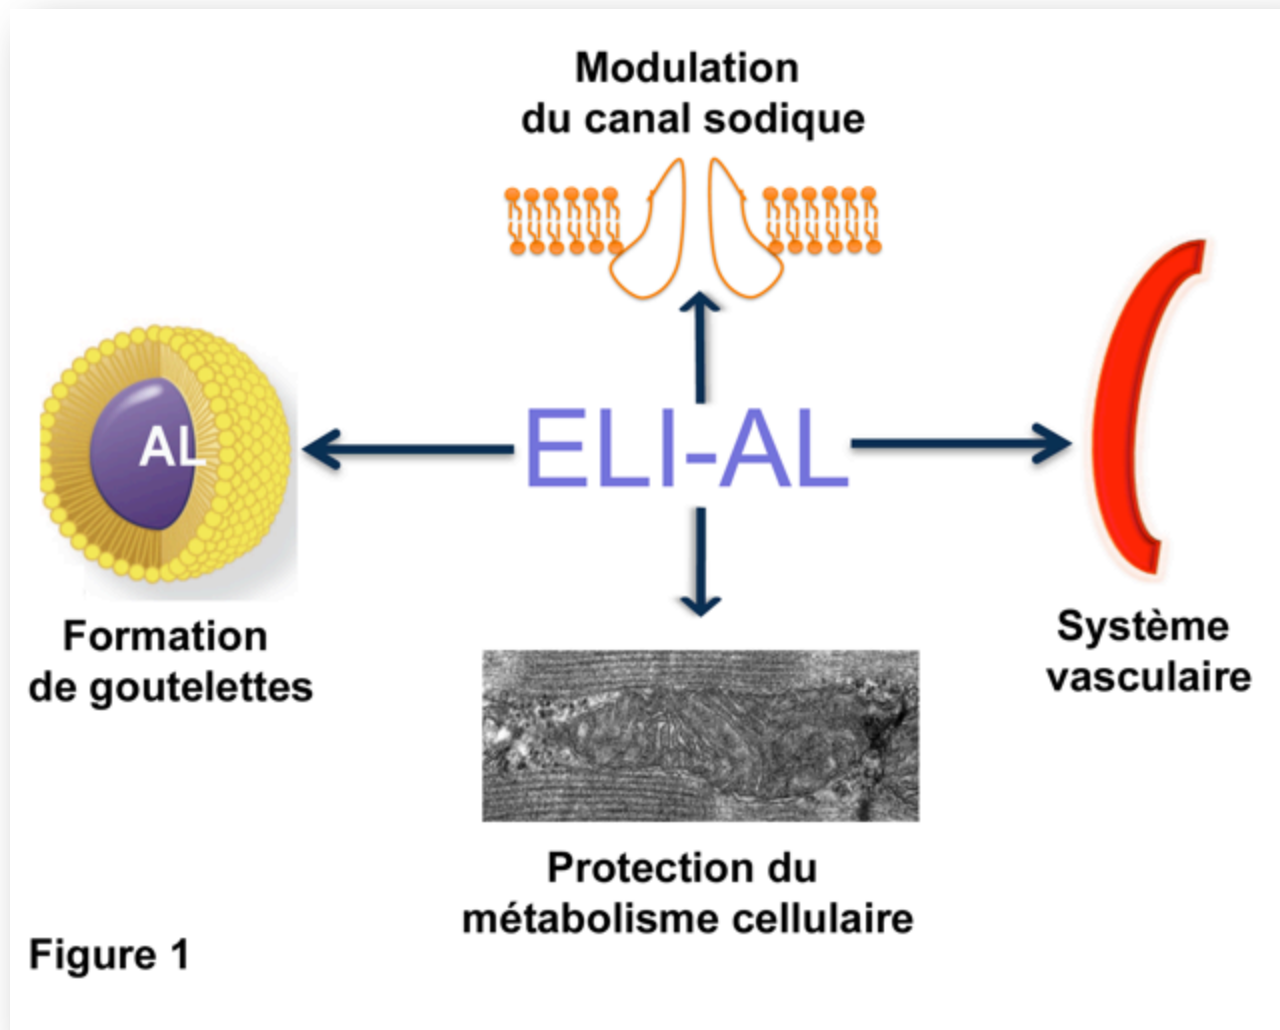 Modulation
du canal sodique
AL
ELI-AL
Formation
de goutelettes
Système
vasculaire
Protection du
métabolisme cellulaire
Figure 1